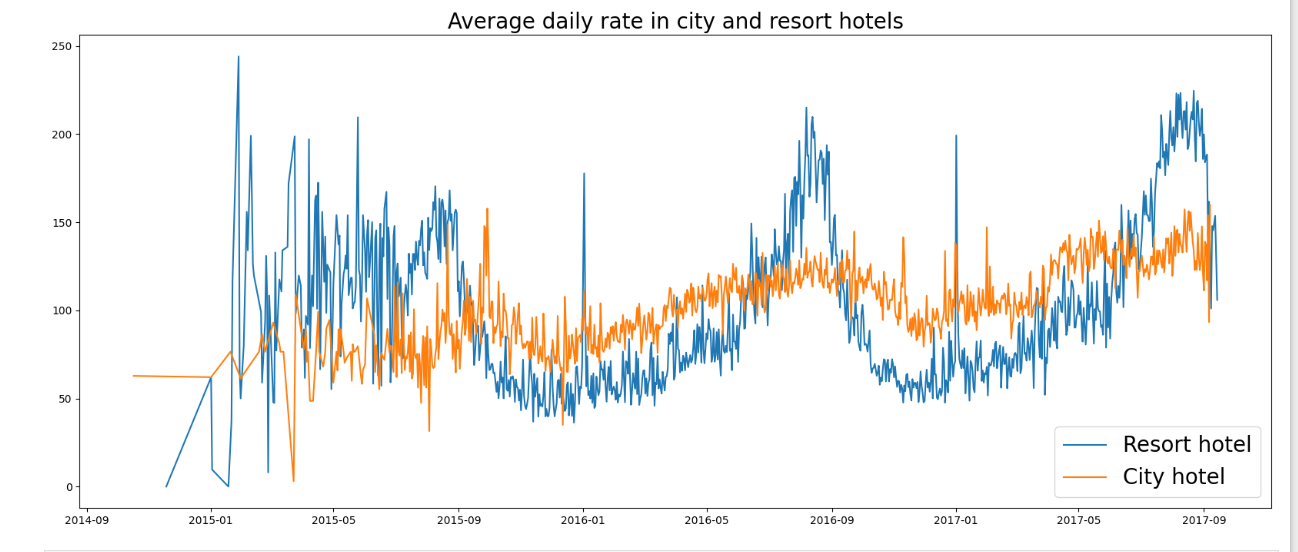 Average daily rate in city and resort hotels
250
200
150
100
50
0
2014-09 2015-01 2015-05 2015-09 2016-01 2016-05 2016-09 2017-01 2017-05 2017-09
Resort hotel
City hotel